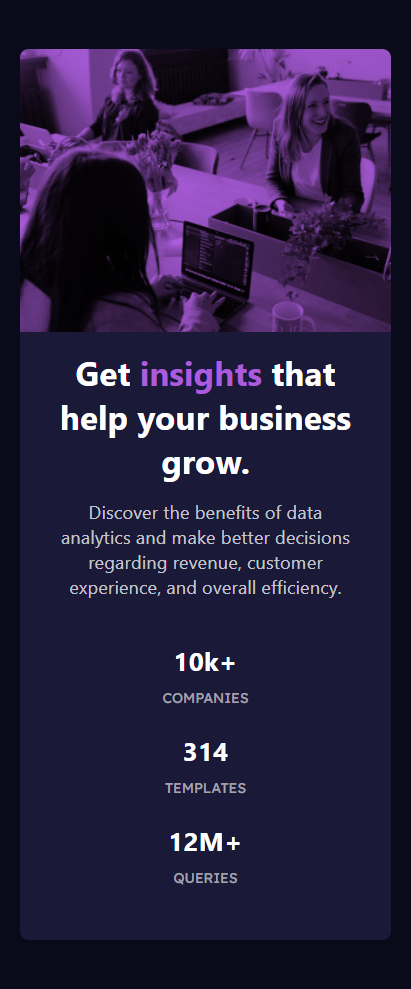 Get insights that
help your business
grow.
Discover the benefits of data
analytics and make better decisions
regarding revenue, customer
experience, and overall efficiency.
10k+
COMPANIES
314
TEMPLATES
12M+
QUERIES